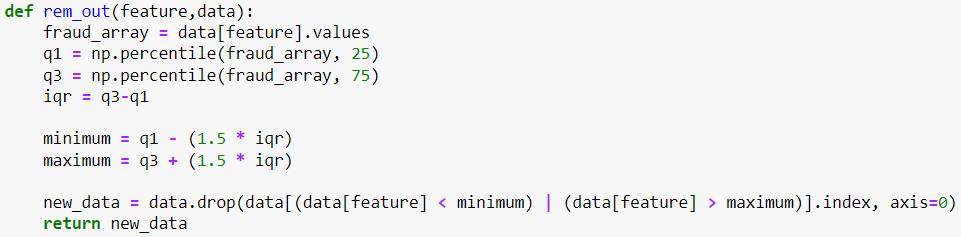 def rem_out(feature,data):
    fraud_array = data[feature].values
    q1 = np.percentile(fraud_array, 25)
    q3 = np.percentile(fraud_array, 75)
    iqr = q3-q1

    minimum = q1 - (1.5 * iqr)
    maximum = q3 + (1.5 * iqr)

    new_data = data.drop(data[(data[feature] < minimum) | (data[feature] > maximum)].index, axis=0)
    return new_data